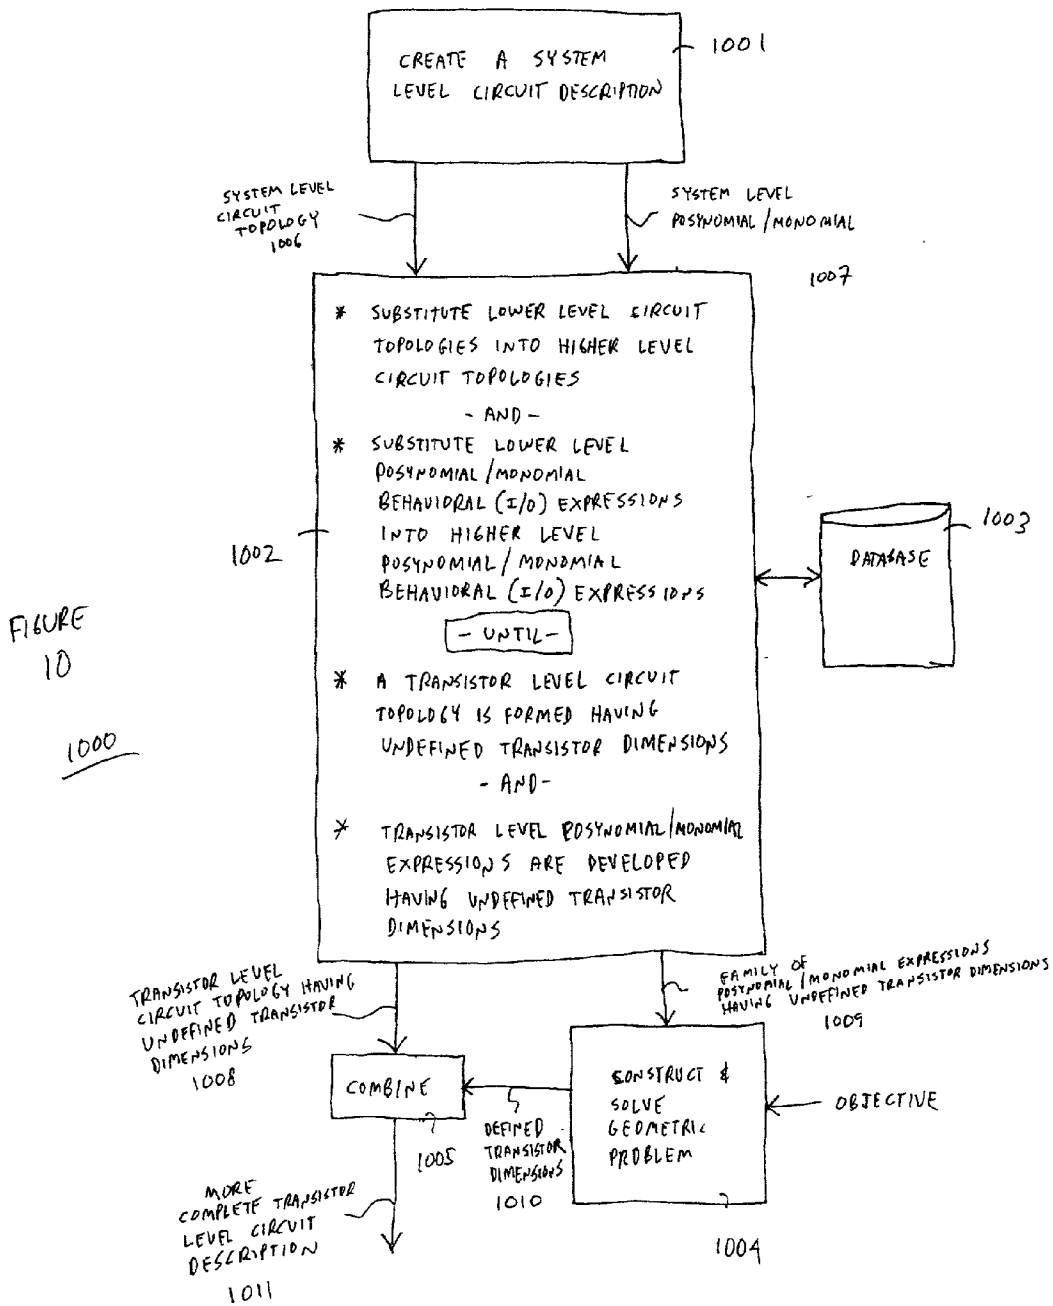 CREATE A SYSTEM
LEVEL CIRCUIT DESCRIPTION
1001
SYSTEM LEVEL
CIRCUIT
TOPOLOGY
1006
SYSTEM LEVEL
POSYNOMIAL/MONOMIAL
1007
* SUBSTITUTE LOWER LEVEL CIRCUIT
TOPOLOGIES INTO HIGHER LEVEL
CIRCUIT TOPOLOGIES
- AND -
* SUBSTITUTE LOWER LEVEL
POSYNOMIAL/MONOMIAL
BEHAVIORAL (I/O) EXPRESSIONS
INTO HIGHER LEVEL
POSYNOMIAL/MONOMIAL
BEHAVIORAL (I/O) EXPRESSIONS
- UNTIL -
* A TRANSISTOR LEVEL CIRCUIT
TOPOLOGY IS FORMED HAVING
UNDEFINED TRANSISTOR DIMENSIONS
- AND -
* TRANSISTOR LEVEL POSYNOMIAL/MONOMIAL
EXPRESSIONS ARE DEVELOPED
HAVING UNDEFINED TRANSISTOR
DIMENSIONS
1002
DATABASE
1003
FIGURE
10
1000
TRANSISTOR LEVEL
CIRCUIT TOPOLOGY HAVING
UNDEFINED TRANSISTOR
DIMENSIONS
1008
FAMILY OF
POSYNOMIAL/MONOMIAL EXPRESSIONS
HAVING UNDEFINED TRANSISTOR DIMENSIONS
1009
COMBINE
1005
DEFINED
TRANSISTOR
DIMENSIONS
1010
CONSTRUCT &
SOLVE
GEOMETRIC
PROBLEM
OBJECTIVE
1004
MORE
COMPLETE TRANSISTOR
LEVEL CIRCUIT
DESCRIPTION
1011